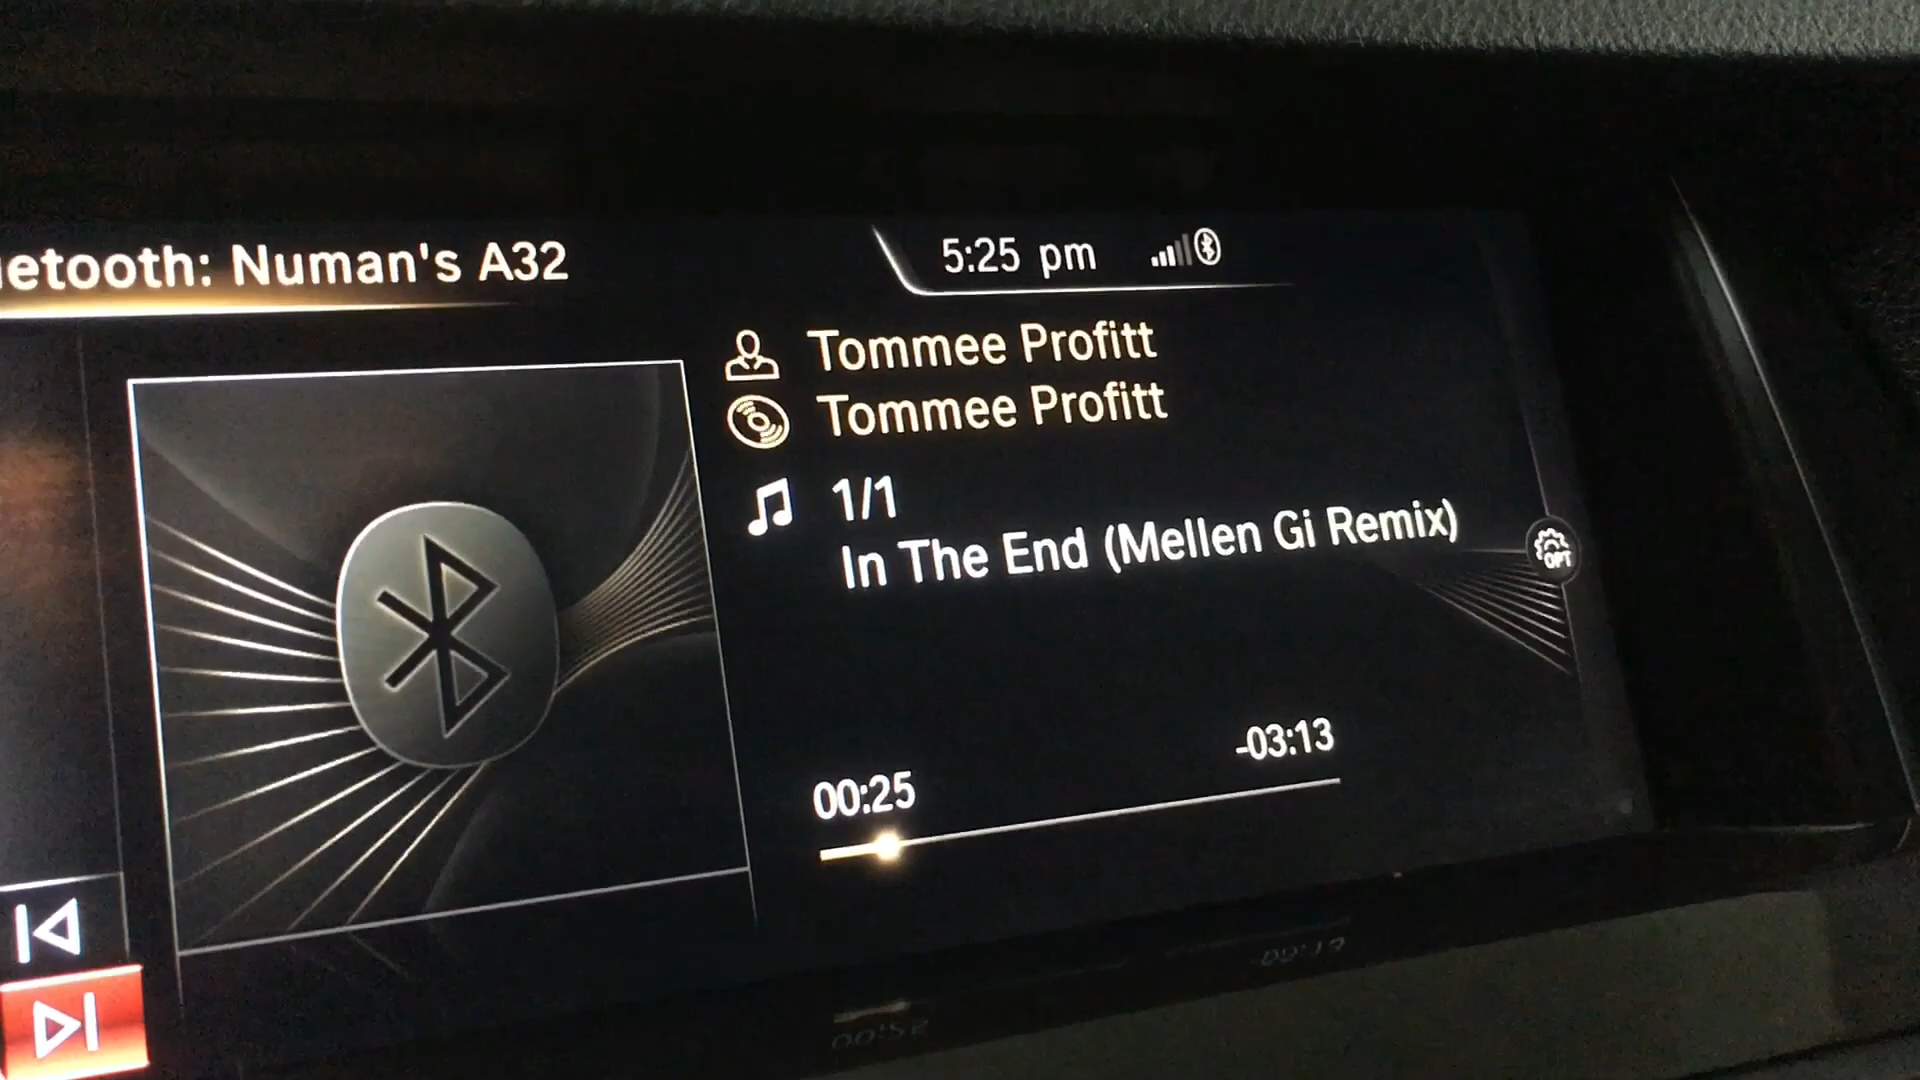 etooth: Numan's A32
5:25 pm
Tommee Profitt
Tommee Profitt
1/1
In The End (Mellen Gi Remix)
OPT
00:25
-03:13